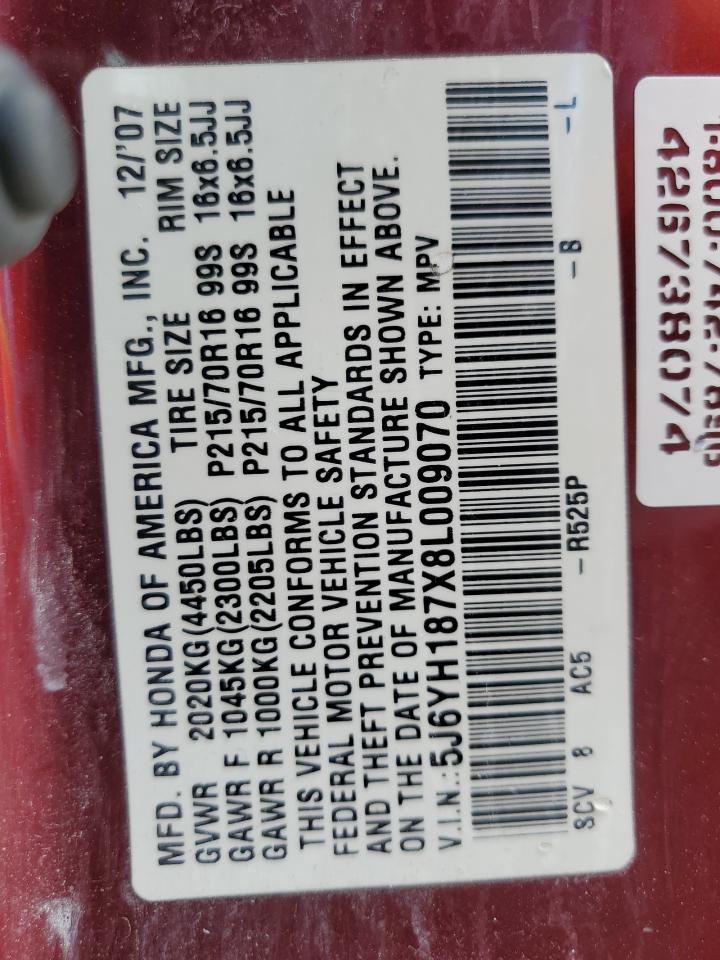 MFD. BY HONDA OF AMERICA MFG., INC. 12/'07
GVWR 2020KG(4450LBS) TIRE SIZE RIM SIZE
GAWR F 1045KG(2300LBS) P215/70R16 99S 16x6.5JJ
GAWR R 1000KG(2205LBS) P215/70R16 99S 16x6.5JJ
THIS VEHICLE CONFORMS TO ALL APPLICABLE
FEDERAL MOTOR VEHICLE SAFETY
AND THEFT PREVENTION STANDARDS IN EFFECT
ON THE DATE OF MANUFACTURE SHOWN ABOVE.
V.I.N.:5J6YH187X8L009070 TYPE: MPV
SCV 8 AC5 -R525P -B -L
42673807A